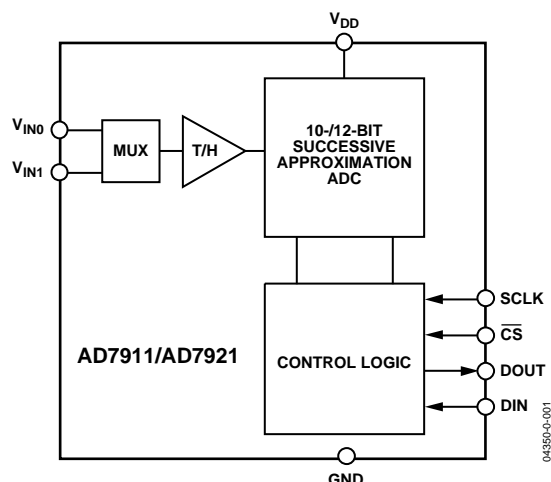 VDD
VIN0
VIN1
MUX
T/H
10-/12-BIT
SUCCESSIVE
APPROXIMATION
ADC
SCLK
CS
DOUT
DIN
CONTROL LOGIC
AD7911/AD7921
GND
04350-0-001